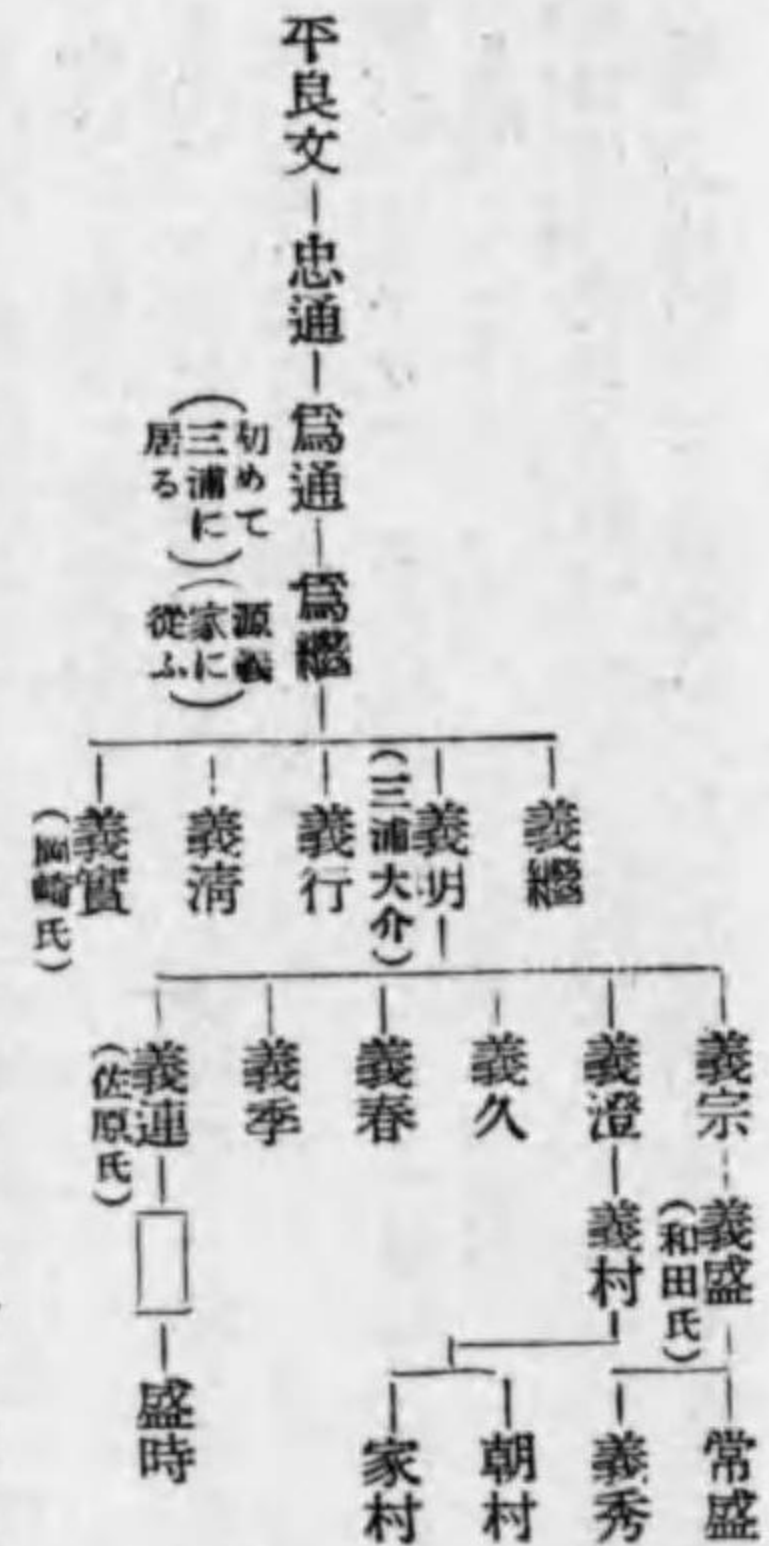 平良文―忠通―爲通―爲繼
(初めて三浦に居る)
(源義家に從ふ)
義繼
義明
(三浦大介)
義行
義淸
義實
(岡崎氏)
義宗―義盛
(和田氏)
常盛
義秀
義澄―義村
朝村
家村
義久
義春
義季
義連―□―盛時
(佐原氏)